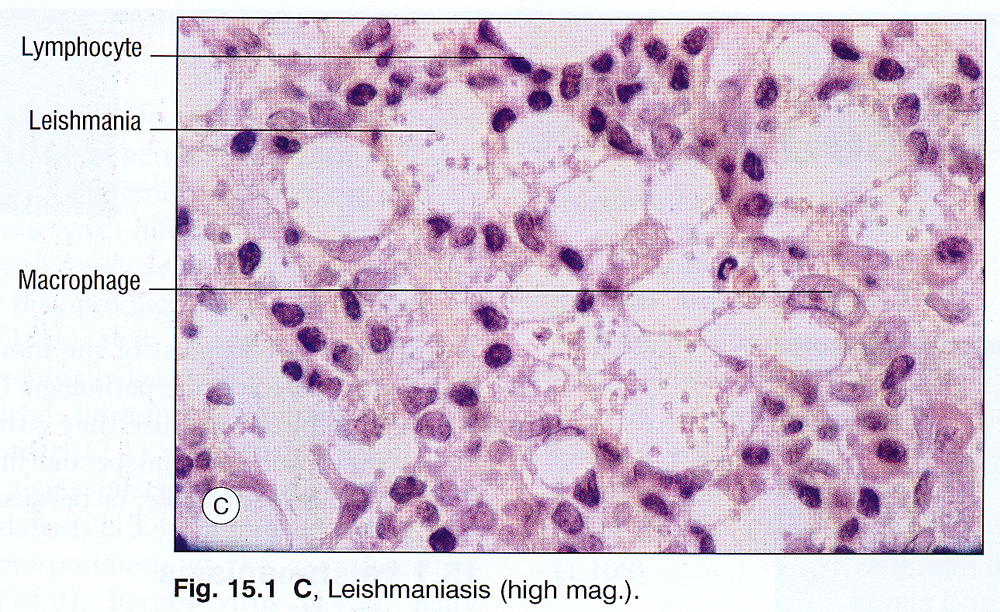 Lymphocyte
Leishmania
Macrophage
C
Fig. 15.1 C, Leishmaniasis (high mag.).